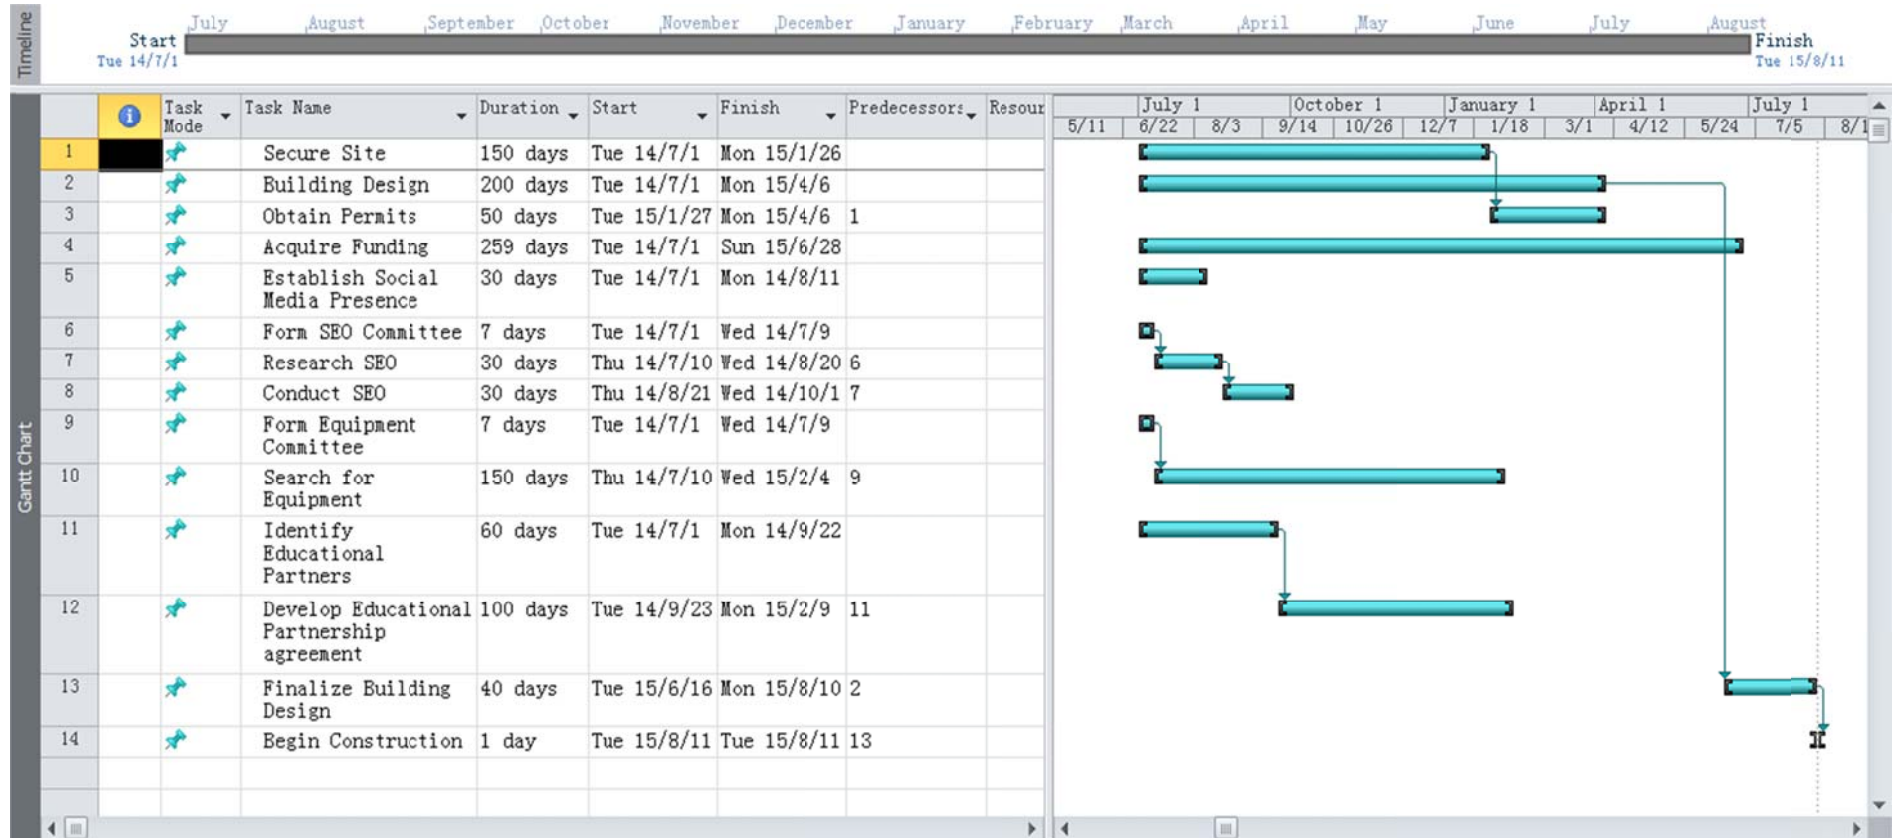 Timeline
July August September October November December January February March April May June July August
Start
Tue 14/7/1
Finish
Tue 15/8/11
Gantt Chart
Task Mode Task Name Duration Start Finish Predecessors Resour
July 1 October 1 January 1 April 1 July 1
5/11 6/22 8/3 9/14 10/26 12/7 1/18 3/1 4/12 5/24 7/5 8/1
1 Secure Site 150 days Tue 14/7/1 Mon 15/1/26
2 Building Design 200 days Tue 14/7/1 Mon 15/4/6
3 Obtain Permits 50 days Tue 15/1/27 Mon 15/4/6 1
4 Acquire Funding 259 days Tue 14/7/1 Sun 15/6/28
5 Establish Social 30 days Tue 14/7/1 Mon 14/8/11
Media Presence
6 Form SEO Committee 7 days Tue 14/7/1 Wed 14/7/9
7 Research SEO 30 days Thu 14/7/10 Wed 14/8/20 6
8 Conduct SEO 30 days Thu 14/8/21 Wed 14/10/1 7
9 Form Equipment 7 days Tue 14/7/1 Wed 14/7/9
Committee
10 Search for 150 days Thu 14/7/10 Wed 15/2/4 9
Equipment
11 Identify 60 days Tue 14/7/1 Mon 14/9/22
Educational
Partners
12 Develop Educational 100 days Tue 14/9/23 Mon 15/2/9 11
Partnership
agreement
13 Finalize Building 40 days Tue 15/6/16 Mon 15/8/10 2
Design
14 Begin Construction 1 day Tue 15/8/11 Tue 15/8/11 13